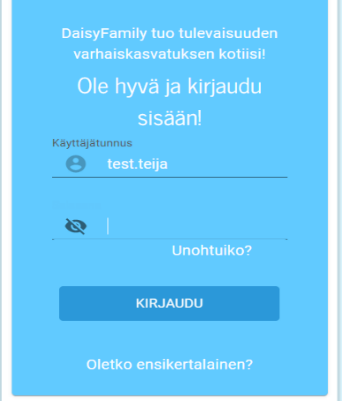 DaisyFamily tuo tulevaisuuden
varhaiskasvatuksen kotiisi!
Ole hyvä ja kirjaudu
sisään!
Käyttäjätunnus
test.teija
Unohtuiko?
KIRJAUDU
Oletko ensikertalainen?